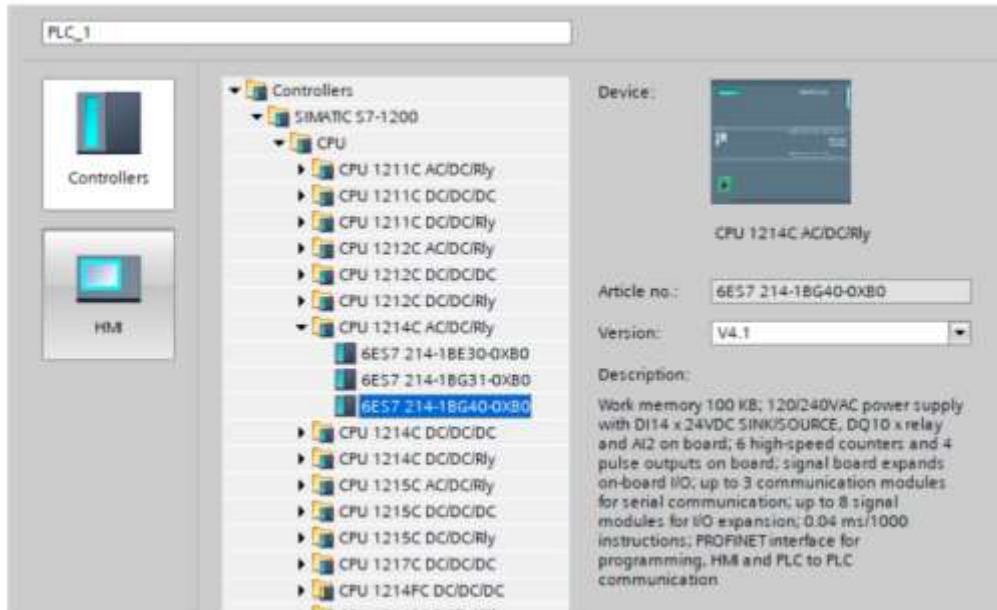 PLC_1
Controllers
HMI
Controllers
SIMATIC S7-1200
CPU
CPU 1211C AC/DC/Rly
CPU 1211C DC/DC/DC
CPU 1211C DC/DC/Rly
CPU 1212C AC/DC/Rly
CPU 1212C DC/DC/DC
CPU 1212C DC/DC/Rly
CPU 1214C AC/DC/Rly
6ES7 214-1BE30-0XB0
6ES7 214-1BG31-0XB0
6ES7 214-1BG40-0XB0
CPU 1214C DC/DC/DC
CPU 1214C DC/DC/Rly
CPU 1215C AC/DC/Rly
CPU 1215C DC/DC/DC
CPU 1215C DC/DC/Rly
CPU 1217C DC/DC/DC
CPU 1214FC DC/DC/DC
Device:
CPU 1214C AC/DC/Rly
Article no.: 6ES7 214-1BG40-0XB0
Version: V4.1
Description:
Work memory 100 KB; 120/240VAC power supply
with DI14 x 24VDC SINK/SOURCE, DQ10 x relay
and AI2 on board; 6 high-speed counters and 4
pulse outputs on board; signal board expands
on-board I/O; up to 3 communication modules
for serial communication; up to 8 signal
modules for I/O expansion; 0.04 ms/1000
instructions; PROFINET interface for
programming, HMI and PLC to PLC
communication